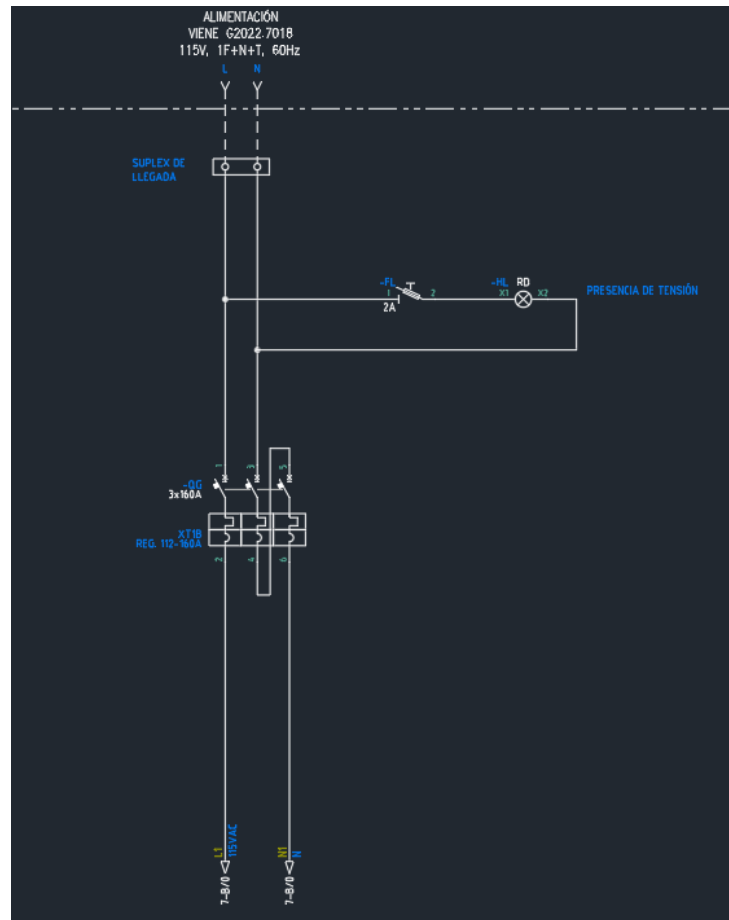 ALIMENTACIÓN
VIENE G2022.7018
115V, 1F+N+T, 60Hz
L N
SUPLEX DE
LLEGADA
-FL
1 2
2A
-HL RD
X1 X2
PRESENCIA DE TENSIÓN
1 3 5
-QG
3x160A
XT1B
REG. 112-160A
2 4 6
L1 115VAC
N1 N
7-B/0 7-B/0